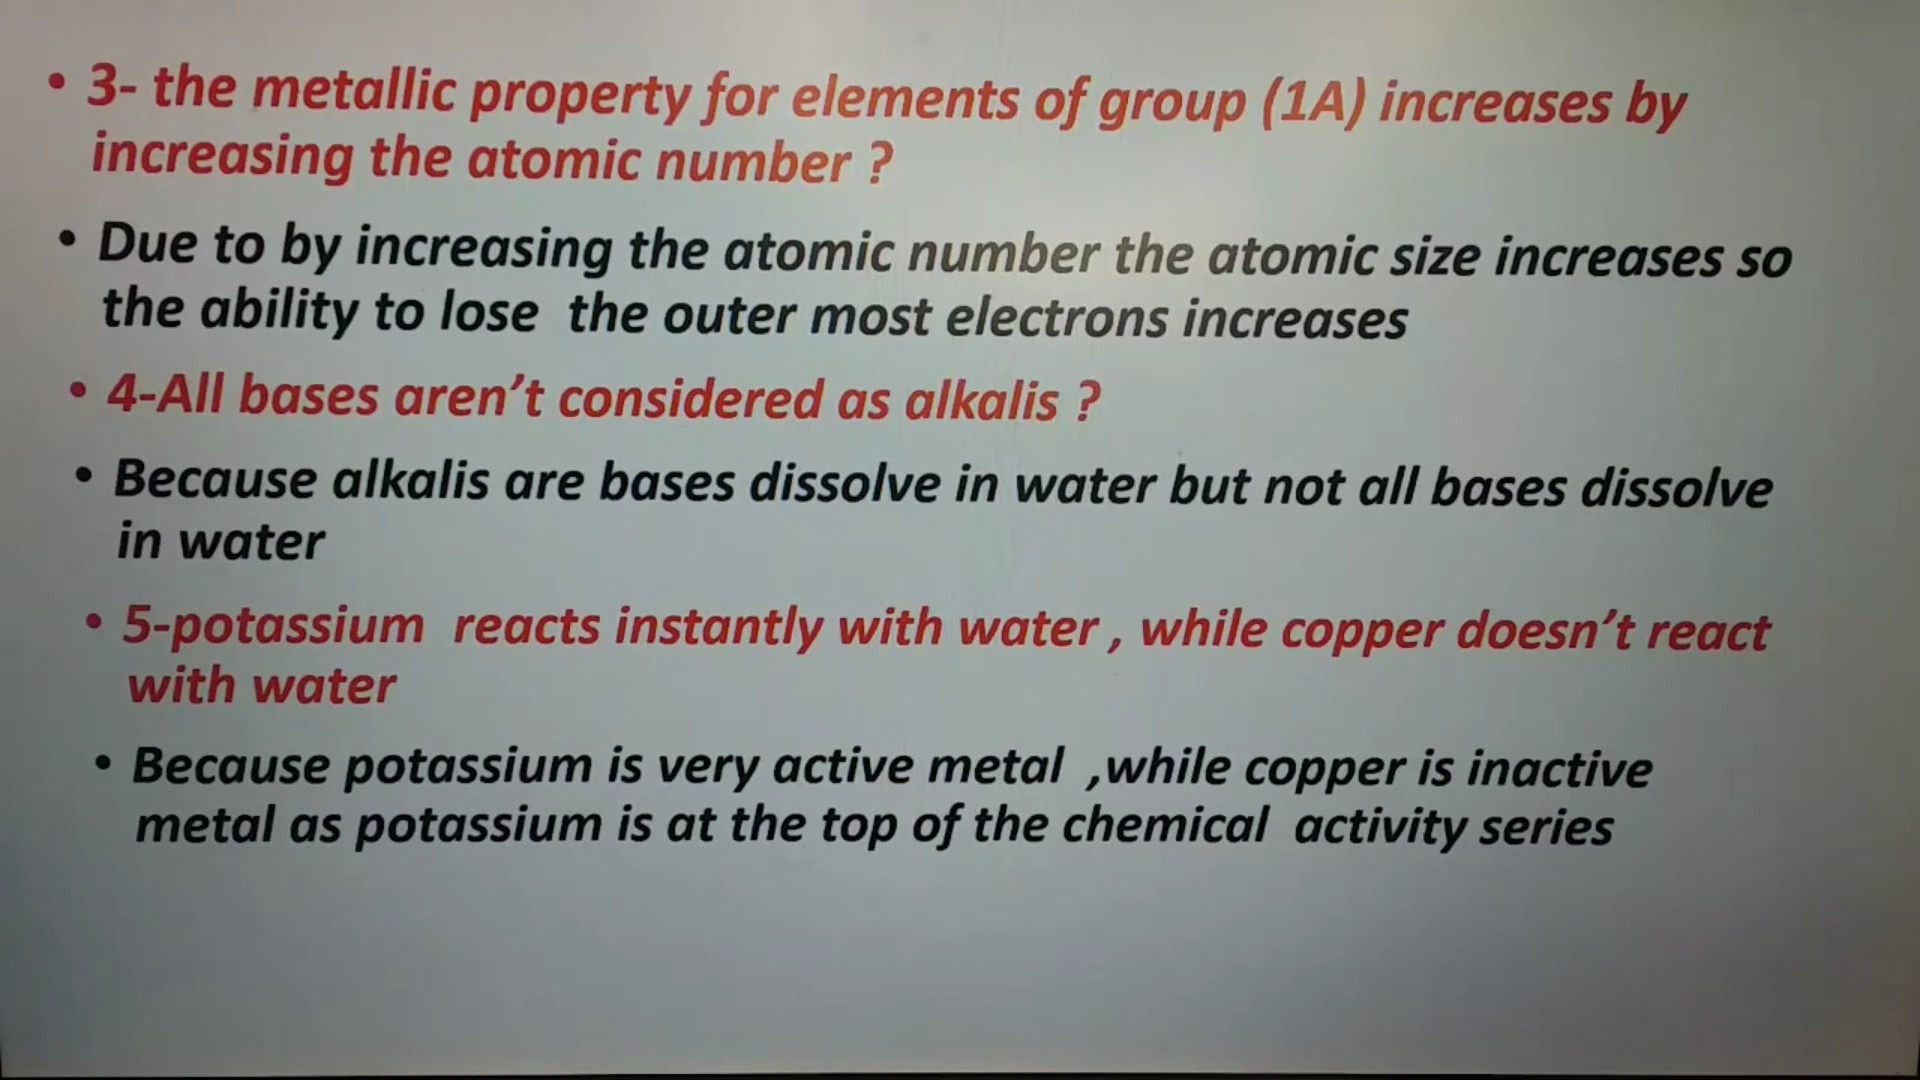 • 3- the metallic property for elements of group (1A) increases by
increasing the atomic number ?
• Due to by increasing the atomic number the atomic size increases so
the ability to lose the outer most electrons increases
• 4-All bases aren’t considered as alkalis ?
• Because alkalis are bases dissolve in water but not all bases dissolve
in water
• 5-potassium reacts instantly with water , while copper doesn’t react
with water
• Because potassium is very active metal ,while copper is inactive
metal as potassium is at the top of the chemical activity series